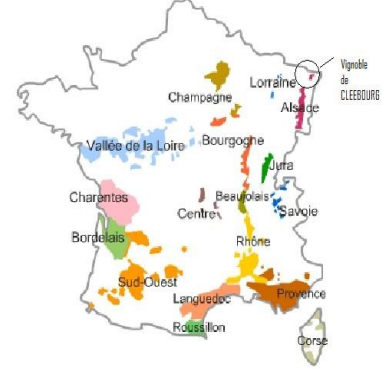 Vignoble
de
CLEEBOURG
Lorraine
Champagne
Alsace
Bourgogne
Vallée de la Loire
Jura
Charentes
Beaujolais
Centre
Savoie
Bordelais
Rhône
Sud-Ouest
Languedoc
Provence
Roussillon
Corse